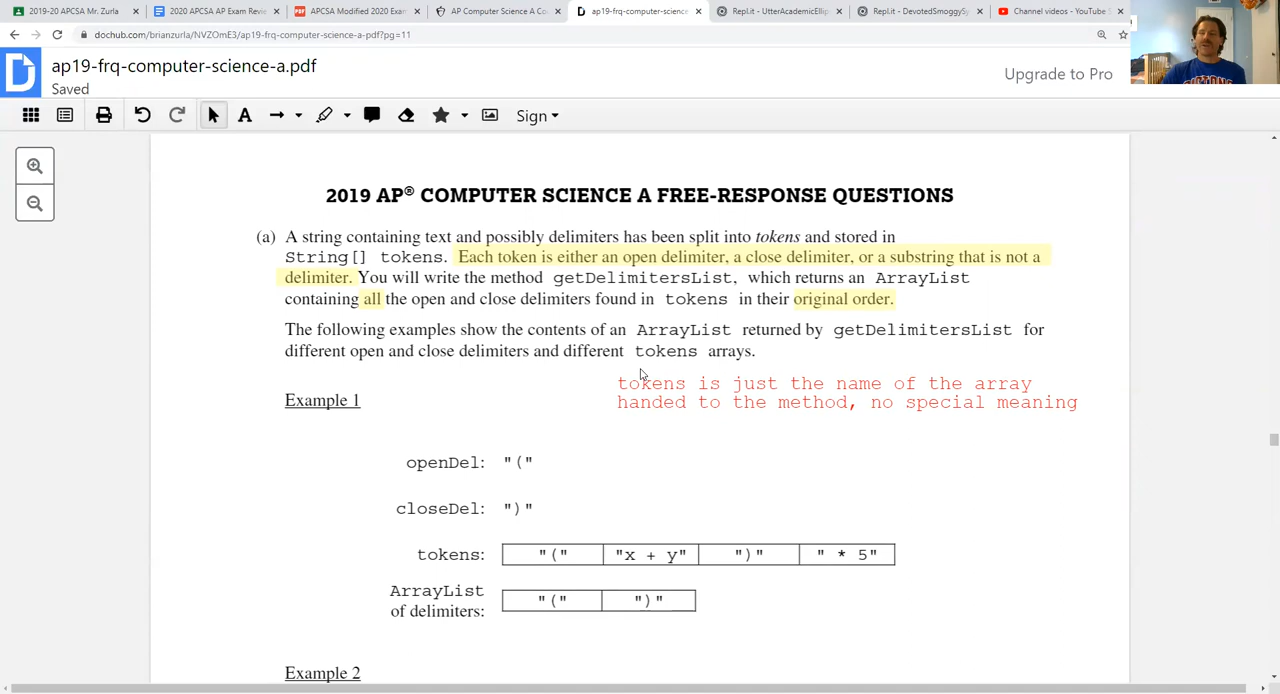 2019-20 APCSA Mr. Zurla
2020 APCSA AP Exam Revie
APCSA Modified 2020 Exam
AP Computer Science A Co
ap19-frq-computer-science
Repl.it - UtterAcademicEllip
Repl.it - DevotedSmoggySy
Channel videos - YouTube S
dochub.com/brianzurla/NVZOmE3/ap19-frq-computer-science-a-pdf?pg=11
ap19-frq-computer-science-a.pdf
Saved
Upgrade to Pro
A
Sign
2019 AP® COMPUTER SCIENCE A FREE-RESPONSE QUESTIONS
(a) A string containing text and possibly delimiters has been split into tokens and stored in
String[] tokens. Each token is either an open delimiter, a close delimiter, or a substring that is not a
delimiter. You will write the method getDelimitersList, which returns an ArrayList
containing all the open and close delimiters found in tokens in their original order.
The following examples show the contents of an ArrayList returned by getDelimitersList for
different open and close delimiters and different tokens arrays.
tokens is just the name of the array
handed to the method, no special meaning
Example 1
openDel: "("
closeDel: ")"
tokens: "(" "x + y" ")" " * 5"
ArrayList
of delimiters: "(" ")"
Example 2